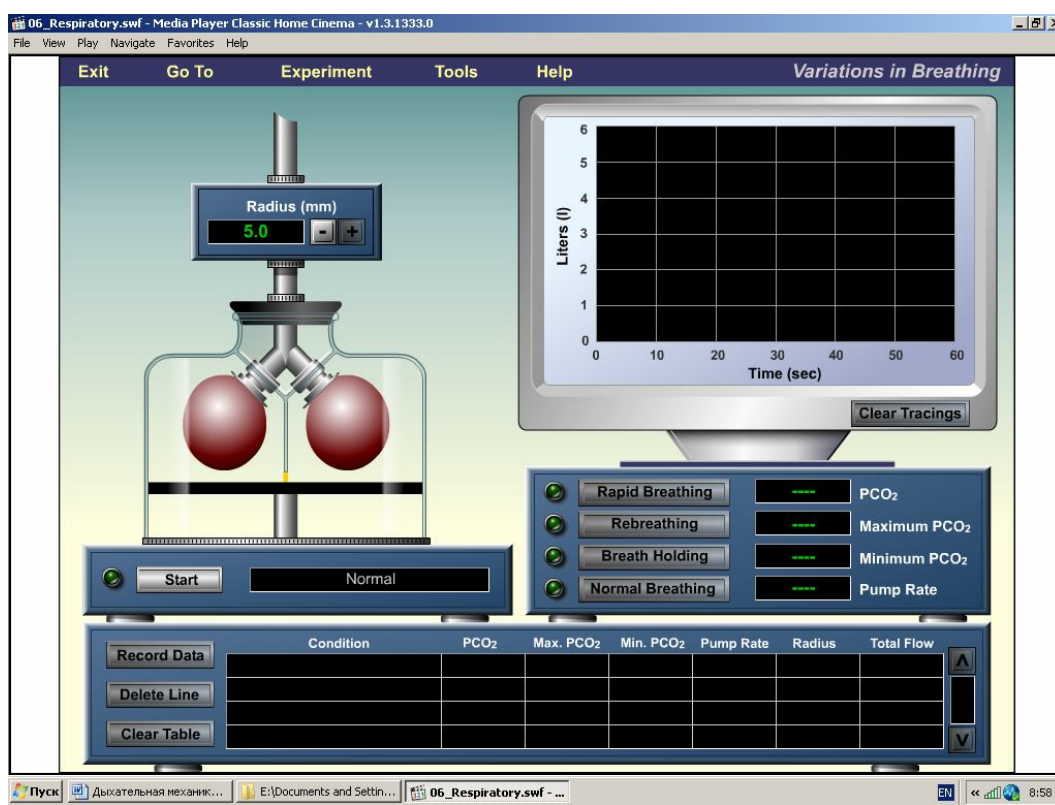 06_Respiratory.swf - Media Player Classic Home Cinema - v1.3.1333.0
File View Play Navigate Favorites Help
Exit Go To Experiment Tools Help Variations in Breathing
Radius (mm)
5.0 - +
6
5
4
3
2
1
0
Liters (l)
0 10 20 30 40 50 60
Time (sec)
Clear Tracings
Rapid Breathing ---- PCO₂
Rebreathing ---- Maximum PCO₂
Breath Holding ---- Minimum PCO₂
Normal Breathing ---- Pump Rate
Start Normal
Condition PCO₂ Max. PCO₂ Min. PCO₂ Pump Rate Radius Total Flow
Record Data
Delete Line
Clear Table
Пуск Дыхательная механик... E:\Documents and Settin... 06_Respiratory.swf - ... EN « 8:58